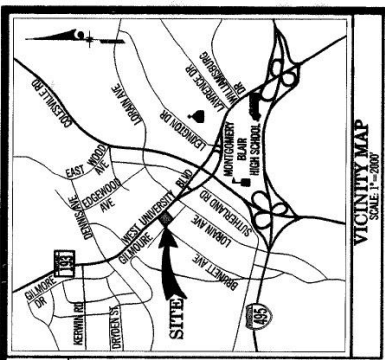 COLESVILLE RD
LORAIN AVE
WILLIAMSBURG
DR
LAWRENCE DR
LEXINGTON DR
EAST
WOOD
AVE
EDGEWOOD
AVE
DENNIS AVE
WEST UNIVERSITY
BLVD
MONTGOMERY
BLAIR
HIGH SCHOOL
SUTHERLAND RD
LORAIN AVE
GILMOURE
193
GILMORE
DR
KERWIN RD
DRYDEN ST.
BRUNETT AVE
SITE
495
VICINITY MAP
SCALE: 1"=2000'